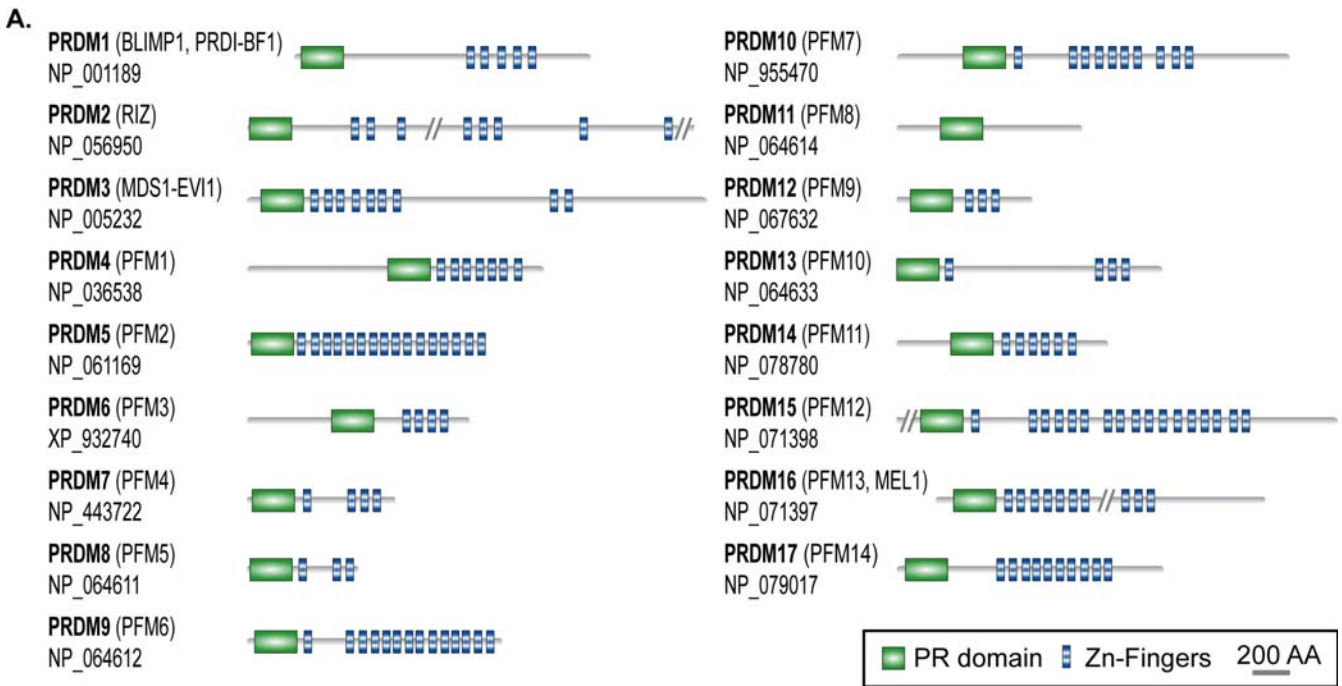 A.
PRDM1 (BLIMP1, PRDI-BF1)
NP_001189
PRDM2 (RIZ)
NP_056950
PRDM3 (MDS1-EVI1)
NP_005232
PRDM4 (PFM1)
NP_036538
PRDM5 (PFM2)
NP_061169
PRDM6 (PFM3)
XP_932740
PRDM7 (PFM4)
NP_443722
PRDM8 (PFM5)
NP_064611
PRDM9 (PFM6)
NP_064612
PRDM10 (PFM7)
NP_955470
PRDM11 (PFM8)
NP_064614
PRDM12 (PFM9)
NP_067632
PRDM13 (PFM10)
NP_064633
PRDM14 (PFM11)
NP_078780
PRDM15 (PFM12)
NP_071398
PRDM16 (PFM13, MEL1)
NP_071397
PRDM17 (PFM14)
NP_079017
PR domain Zn-Fingers 200 AA